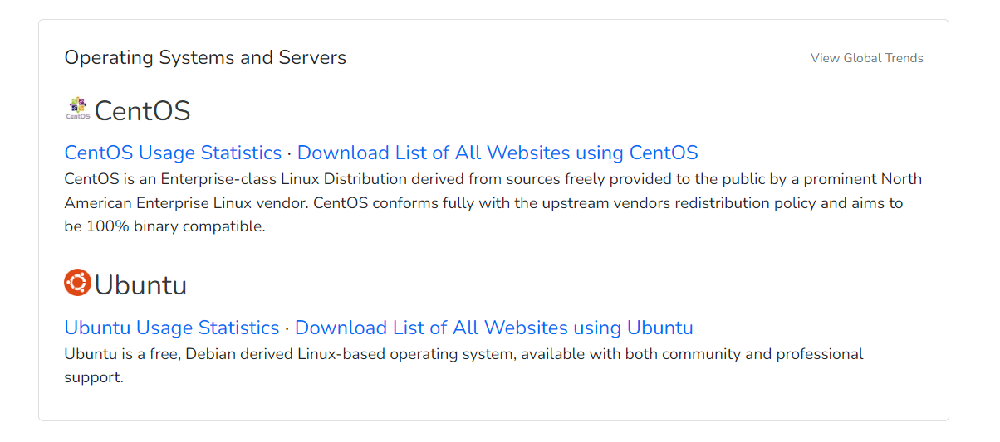 Operating Systems and Servers
View Global Trends
CentOS
CentOS
CentOS Usage Statistics · Download List of All Websites using CentOS
CentOS is an Enterprise-class Linux Distribution derived from sources freely provided to the public by a prominent North
American Enterprise Linux vendor. CentOS conforms fully with the upstream vendors redistribution policy and aims to
be 100% binary compatible.
Ubuntu
Ubuntu Usage Statistics · Download List of All Websites using Ubuntu
Ubuntu is a free, Debian derived Linux-based operating system, available with both community and professional
support.